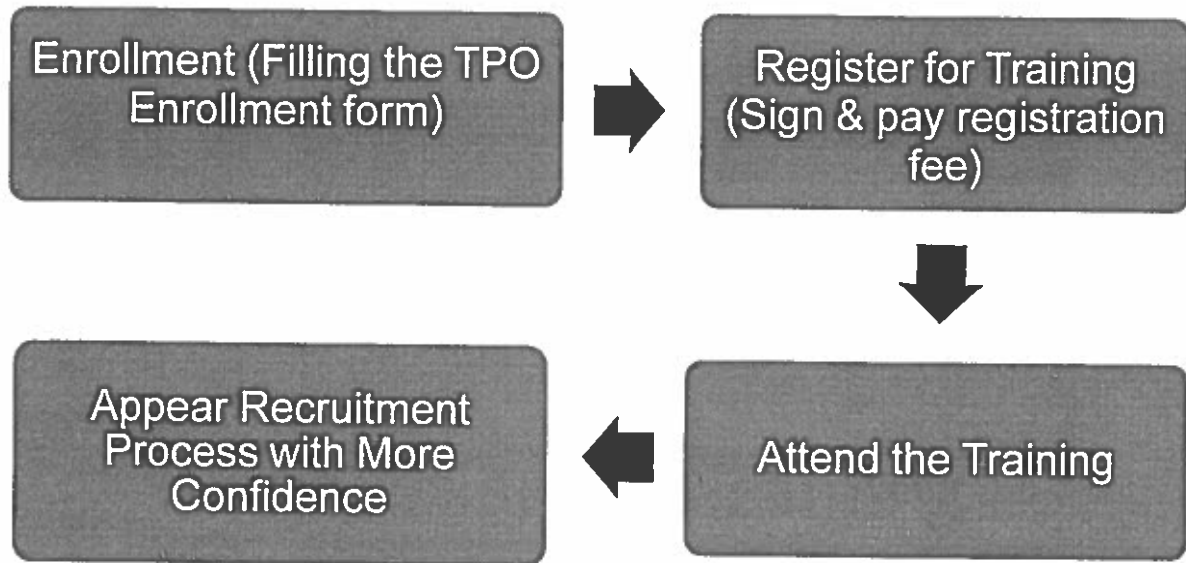 Enrollment (Filling the TPO
Enrollment form)
Register for Training
(Sign & pay registration
fee)
Attend the Training
Appear Recruitment
Process with More
Confidence